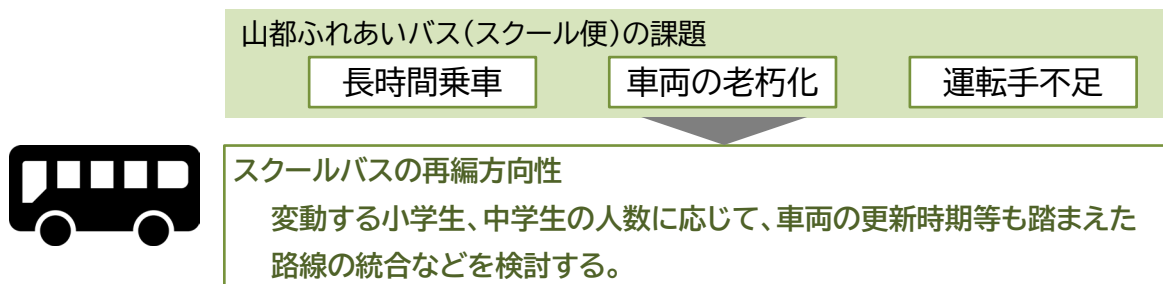 山都ふれあいバス(スクール便)の課題
長時間乗車 車両の老朽化 運転手不足
スクールバスの再編方向性
変動する小学生、中学生の人数に応じて、車両の更新時期等も踏まえた
路線の統合などを検討する。